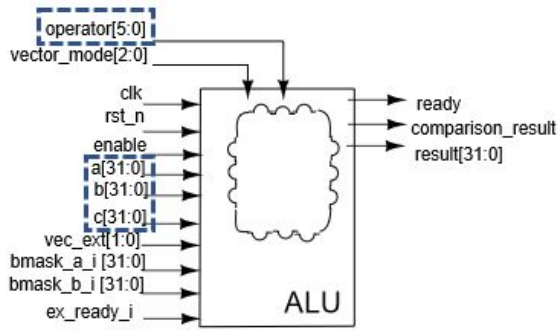 operator[5:0]
vector_mode[2:0]
clk
rst_n
enable
a[31:0]
b[31:0]
c[31:0]
vec_ext[1:0]
bmask_a_i [31:0]
bmask_b_i [31:0]
ex_ready_i
ready
comparison_result
result[31:0]
ALU